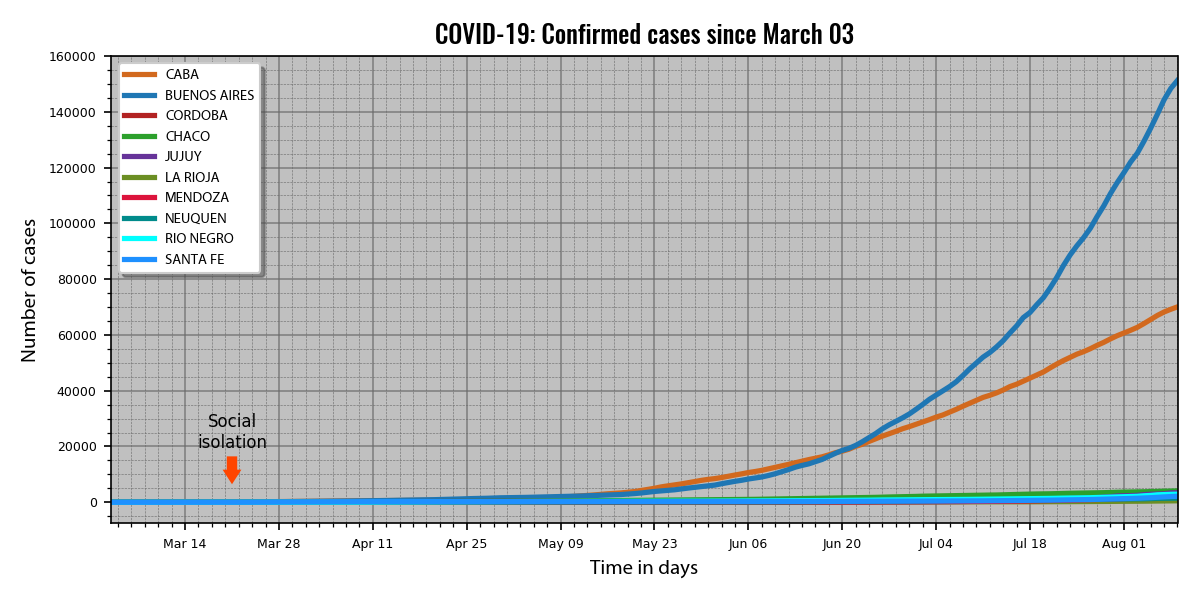 COVID-19: Confirmed cases since March 03
160000
140000
120000
100000
80000
60000
40000
20000
0
Number of cases
CABA
BUENOS AIRES
CORDOBA
CHACO
JUJUY
LA RIOJA
MENDOZA
NEUQUEN
RIO NEGRO
SANTA FE
Social
isolation
Mar 14 Mar 28 Apr 11 Apr 25 May 09 May 23 Jun 06 Jun 20 Jul 04 Jul 18 Aug 01
Time in days